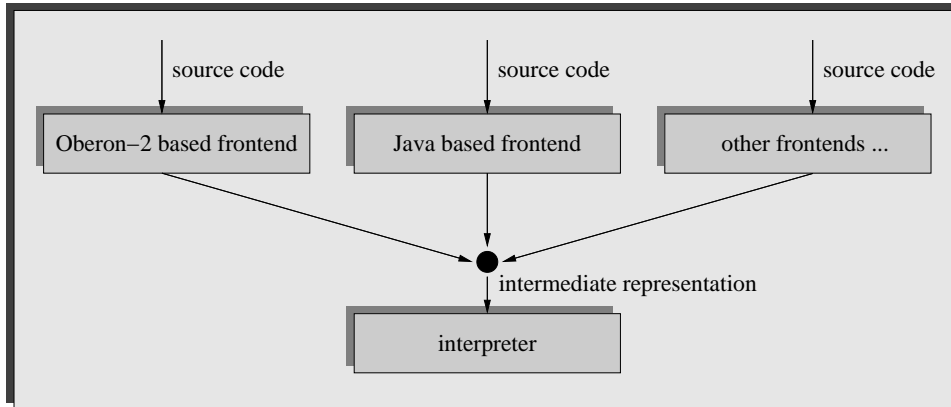 source code
source code
source code
Oberon−2 based frontend
Java based frontend
other frontends ...
intermediate representation
interpreter